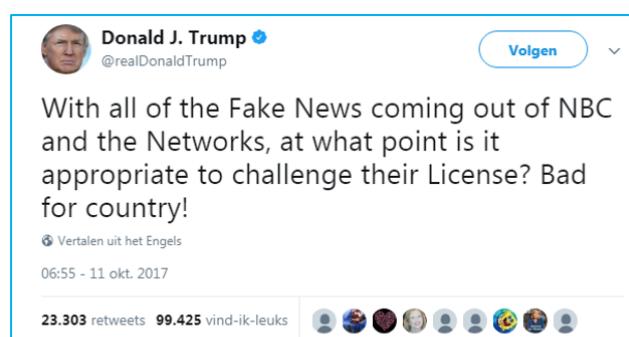 Donald J. Trump
@realDonaldTrump
Volgen
With all of the Fake News coming out of NBC
and the Networks, at what point is it
appropriate to challenge their License? Bad
for country!
Vertalen uit het Engels
06:55 - 11 okt. 2017
23.303 retweets 99.425 vind-ik-leuks